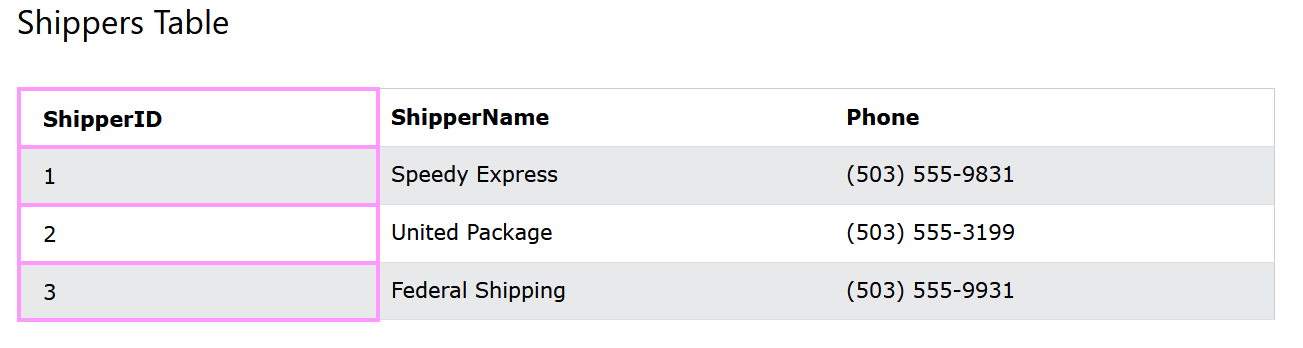 Shippers Table
ShipperID ShipperName Phone
1 Speedy Express (503) 555-9831
2 United Package (503) 555-3199
3 Federal Shipping (503) 555-9931